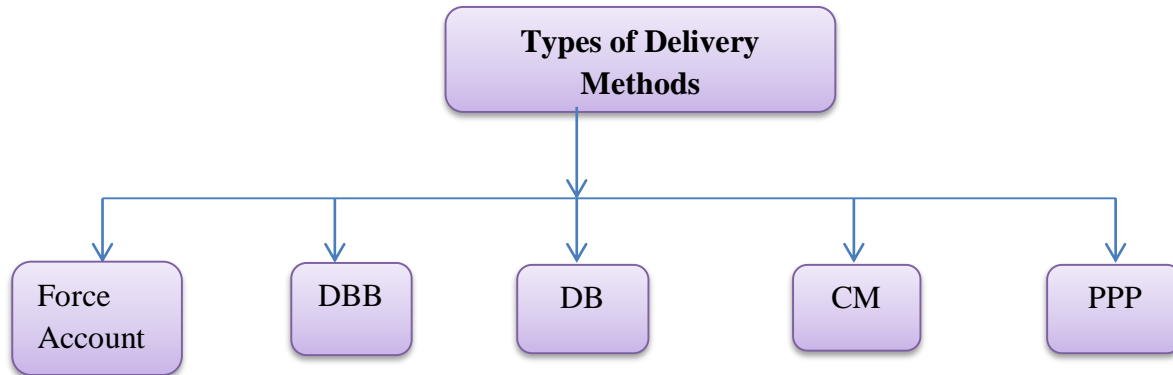 Types of Delivery
Methods
Force
Account
DBB
DB
CM
PPP